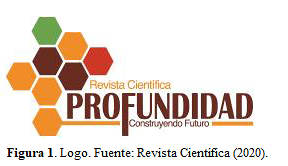 Revista Científica
PROFUNDIDAD
Construyendo Futuro
Figura 1. Logo. Fuente: Revista Científica (2020).